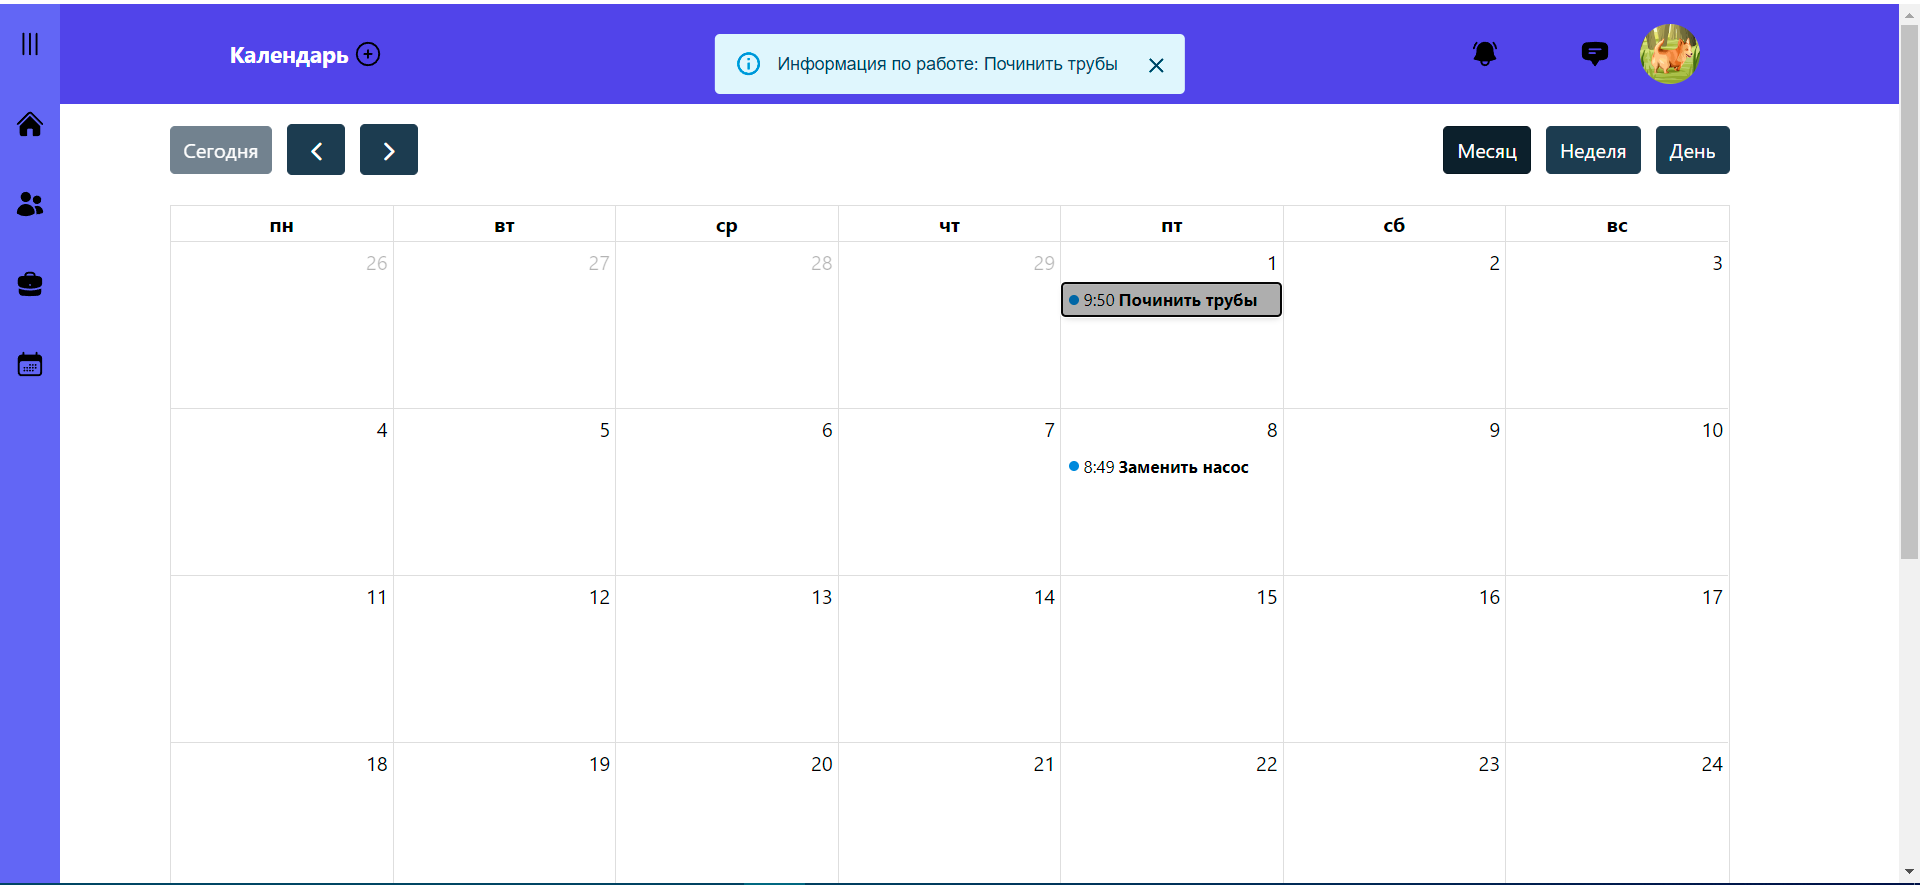 Календарь
Информация по работе: Починить трубы
Сегодня
Месяц Неделя День
пн вт ср чт пт сб вс
26 27 28 29 1 2 3
9:50 Починить трубы
4 5 6 7 8 9 10
8:49 Заменить насос
11 12 13 14 15 16 17
18 19 20 21 22 23 24